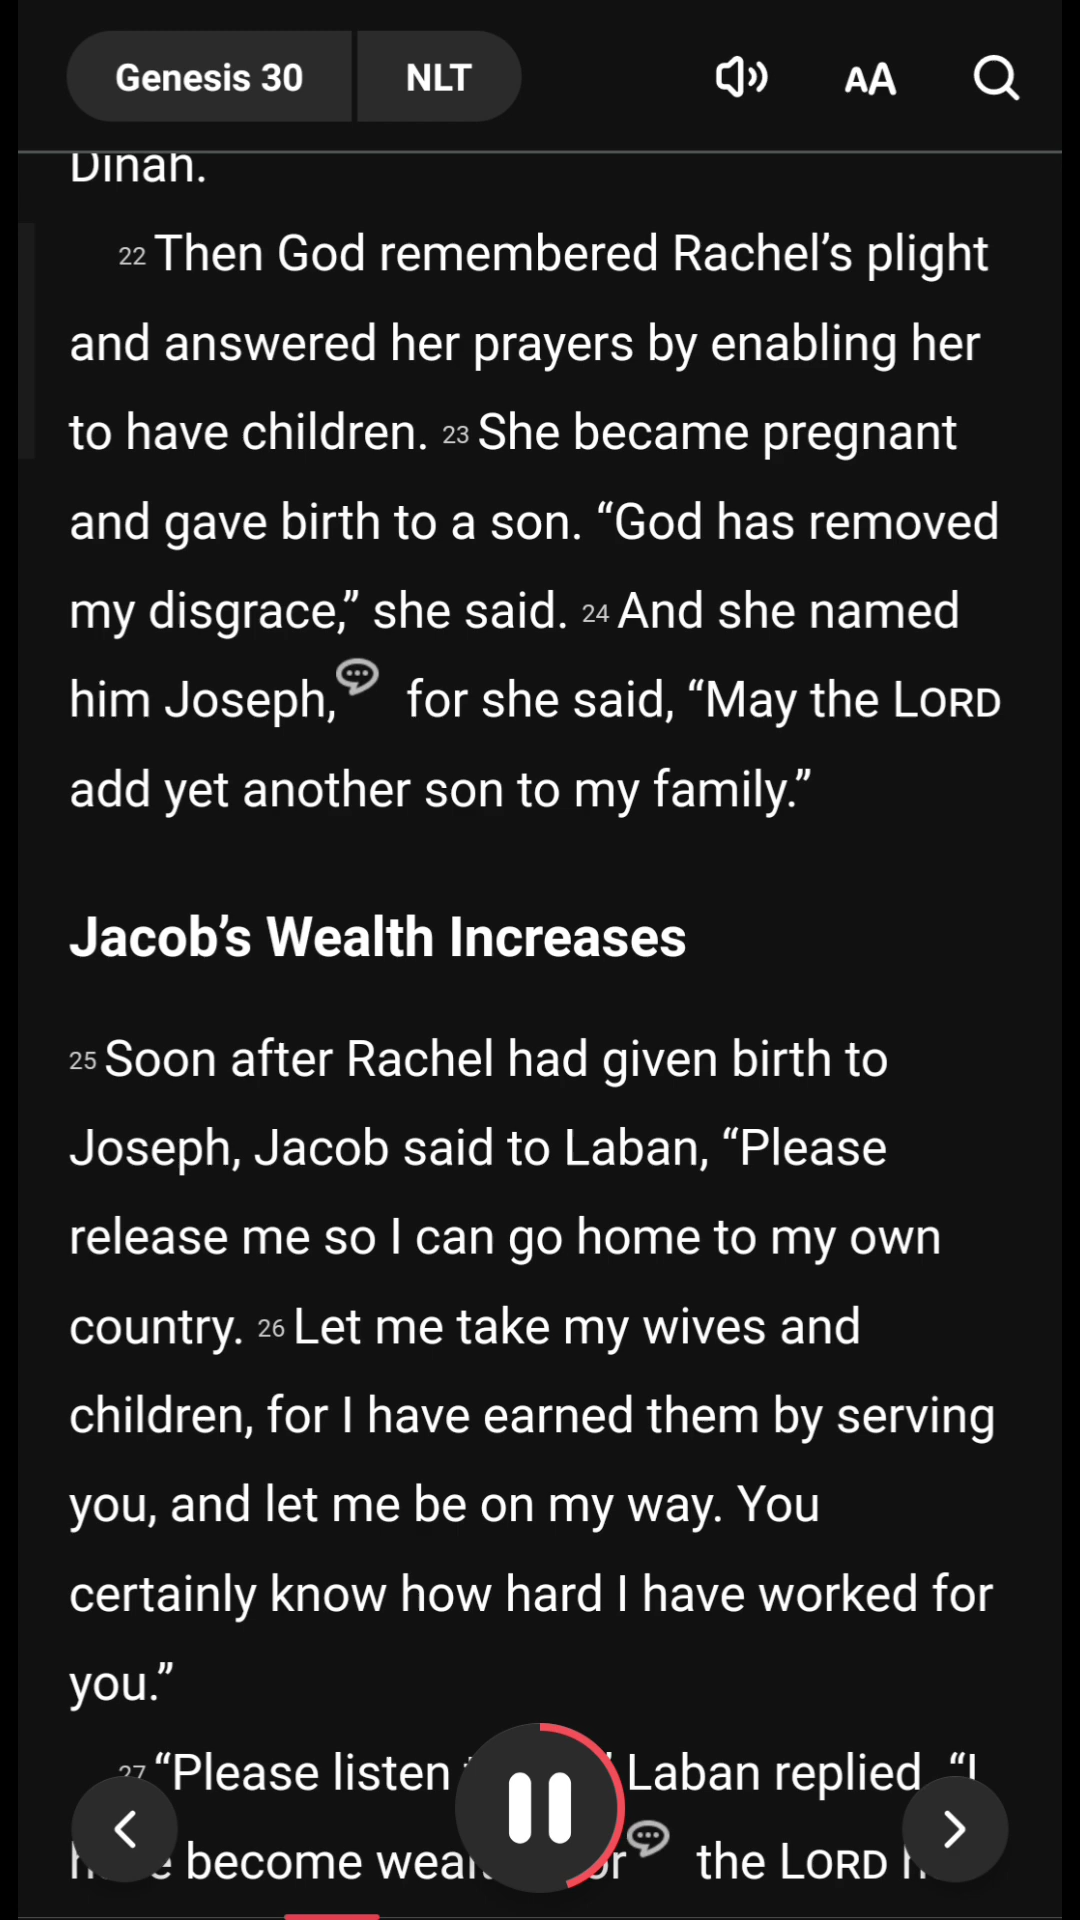 Genesis 30 NLT AA
Dinah.
22 Then God remembered Rachel’s plight
and answered her prayers by enabling her
to have children. 23 She became pregnant
and gave birth to a son. “God has removed
my disgrace,” she said. 24 And she named
him Joseph, for she said, “May the LORD
add yet another son to my family.”
Jacob’s Wealth Increases
25 Soon after Rachel had given birth to
Joseph, Jacob said to Laban, “Please
release me so I can go home to my own
country. 26 Let me take my wives and
children, for I have earned them by serving
you, and let me be on my way. You
certainly know how hard I have worked for
you.”
27 “Please listen Laban replied “I
become the LORD